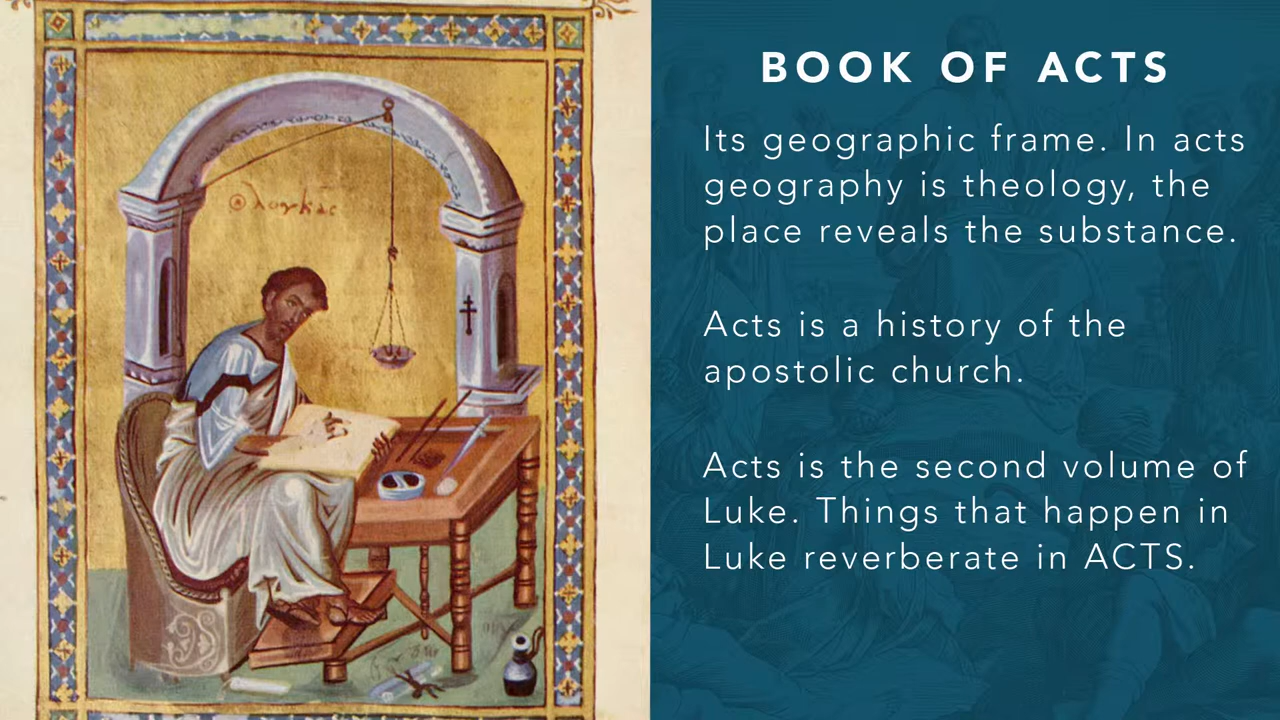 ὁ λουκᾶς
BOOK OF ACTS
Its geographic frame. In acts
geography is theology, the
place reveals the substance.
Acts is a history of the
apostolic church.
Acts is the second volume of
Luke. Things that happen in
Luke reverberate in ACTS.